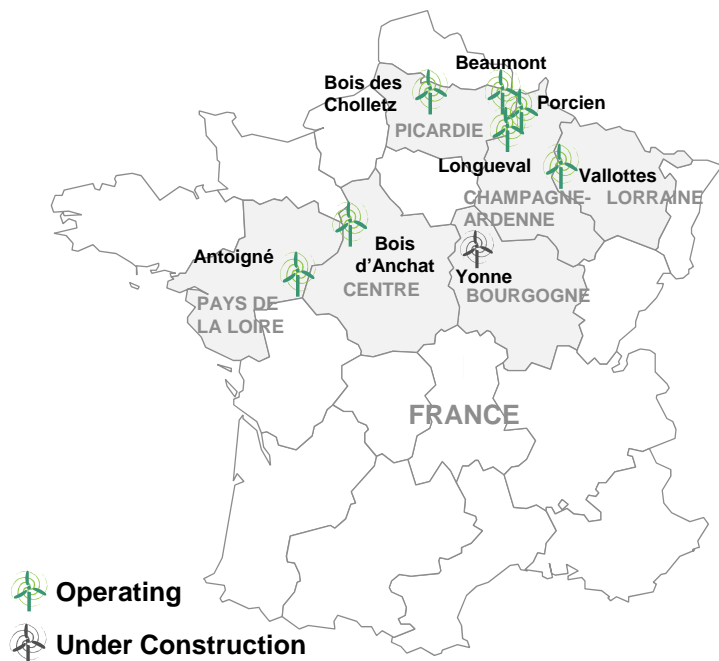 Beaumont
Bois des
Cholletz
Porcien
PICARDIE
Longueval
Vallottes
CHAMPAGNE-
ARDENNE
LORRAINE
Antoigné
Bois
d’Anchat
CENTRE
Yonne
BOURGOGNE
PAYS DE
LA LOIRE
FRANCE
Operating
Under Construction